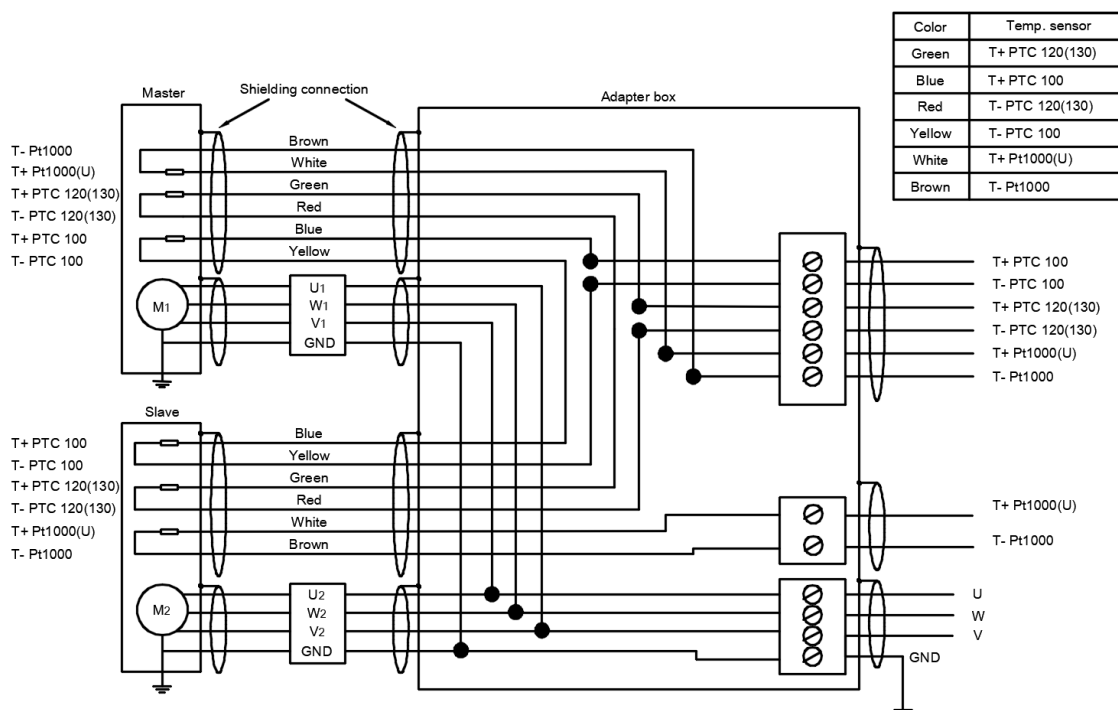 Color Temp. sensor
Green T+ PTC 120(130)
Blue T+ PTC 100
Red T- PTC 120(130)
Yellow T- PTC 100
White T+ Pt1000(U)
Brown T- Pt1000
Master
Shielding connection
Adapter box
T- Pt1000
T+ Pt1000(U)
T+ PTC 120(130)
T- PTC 120(130)
T+ PTC 100
T- PTC 100
Brown
White
Green
Red
Blue
Yellow
M1
U1
W1
V1
GND
T+ PTC 100
T- PTC 100
T+ PTC 120(130)
T- PTC 120(130)
T+ Pt1000(U)
T- Pt1000
Slave
T+ PTC 100
T- PTC 100
T+ PTC 120(130)
T- PTC 120(130)
T+ Pt1000(U)
T- Pt1000
Blue
Yellow
Green
Red
White
Brown
T+ Pt1000(U)
T- Pt1000
M2
U2
W2
V2
GND
U
W
V
GND